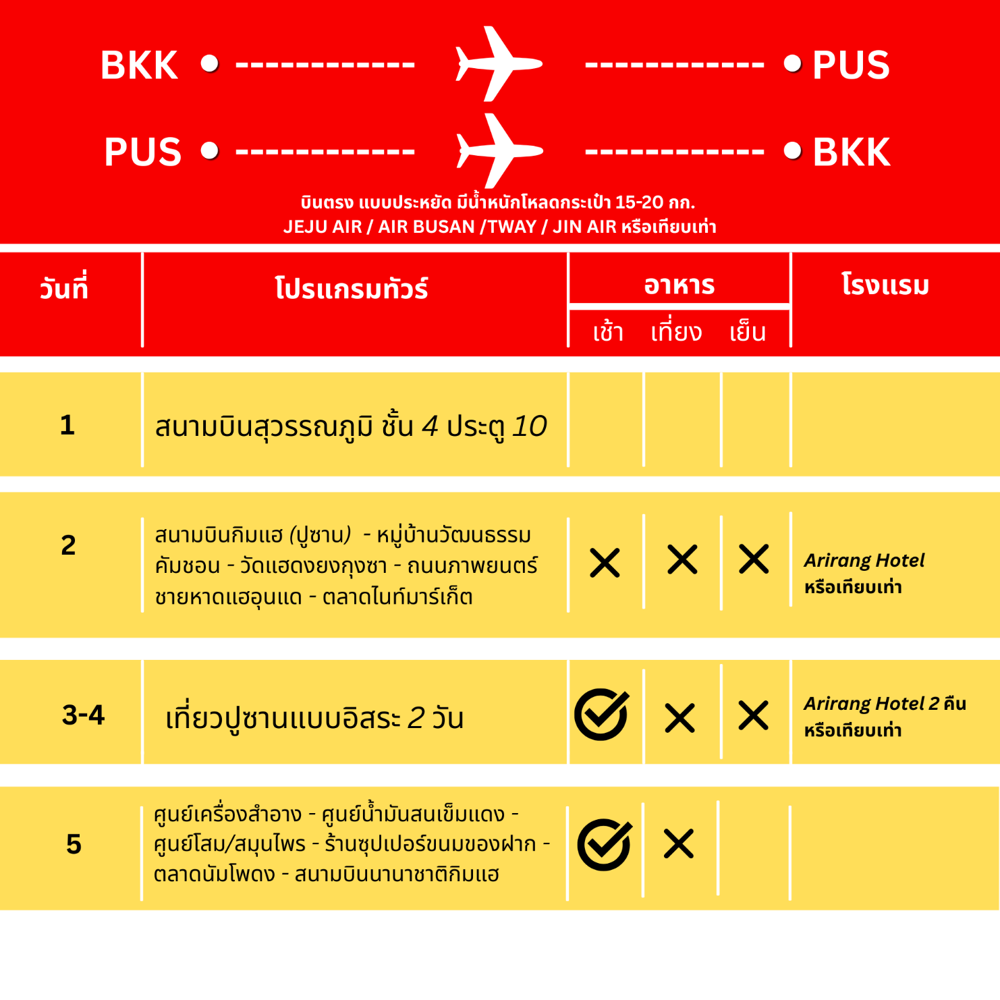 BKK ------------ ------------ PUS
PUS ------------ ------------ BKK
บินตรง แบบประหยัด มีน้ำหนักโหลดกระเป๋า 15-20 กก.
JEJU AIR / AIR BUSAN /TWAY / JIN AIR หรือเทียบเท่า
วันที่ โปรแกรมทัวร์ อาหาร โรงแรม
เช้า เที่ยง เย็น
1 สนามบินสุวรรณภูมิ ชั้น 4 ประตู 10
2
สนามบินกิมแฮ (ปูซาน) - หมู่บ้านวัฒนธรรม
คัมชอน - วัดแฮดงยงกุงซา - ถนนภาพยนตร์
ชายหาดแฮอุนแด - ตลาดไนท์มาร์เก็ต
Arirang Hotel
หรือเทียบเท่า
3-4 เที่ยวปูซานแบบอิสระ 2 วัน
Arirang Hotel 2 คืน
หรือเทียบเท่า
5
ศูนย์เครื่องสำอาง - ศูนย์น้ำมันสนเข็มแดง -
ศูนย์โสม/สมุนไพร - ร้านซุปเปอร์ขนมของฝาก -
ตลาดนัมโพดง - สนามบินนานาชาติกิมแฮ